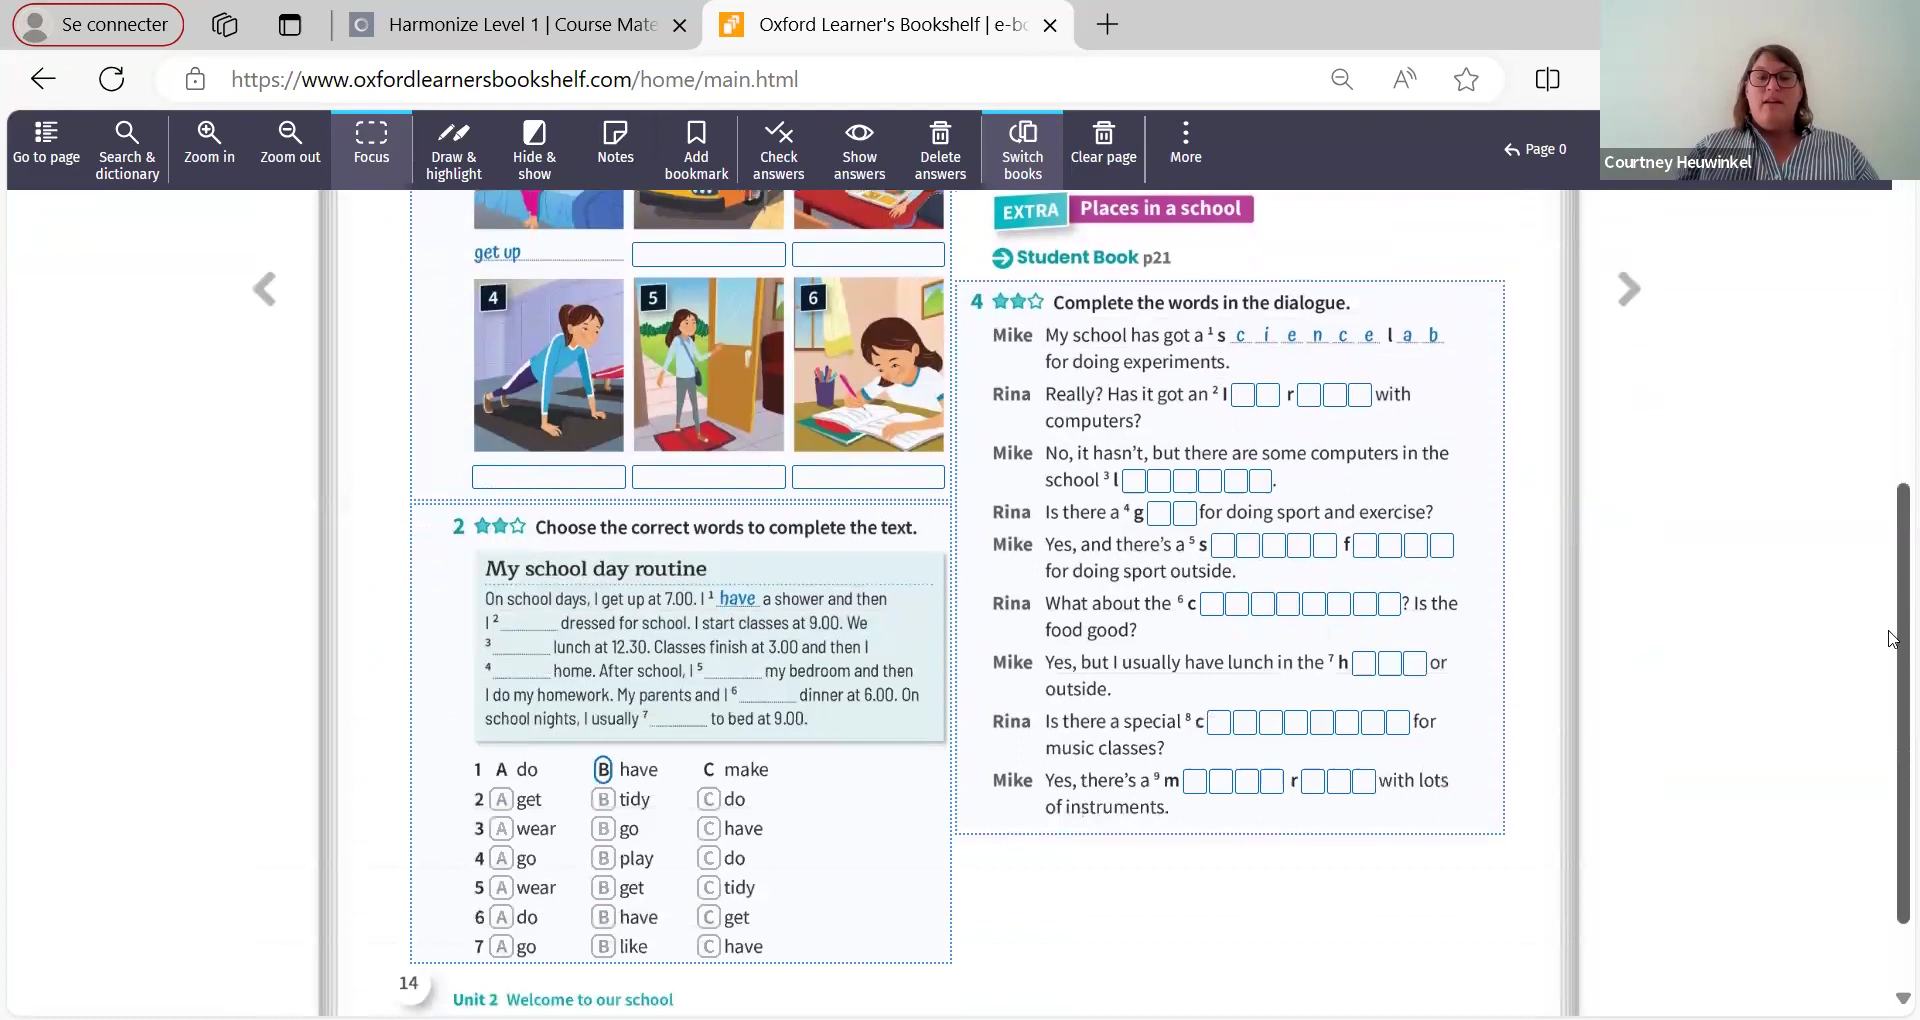 Se connecter
Harmonize Level 1 | Course Mate
Oxford Learner's Bookshelf | e-bo
https://www.oxfordlearnersbookshelf.com/home/main.html
Go to page
Search & dictionary
Zoom in
Zoom out
Focus
Draw & highlight
Hide & show
Notes
Add bookmark
Check answers
Show answers
Delete answers
Switch books
Clear page
More
Page 0
Courtney Heuwinkel
get up
4
5
6
2 Choose the correct words to complete the text.
My school day routine
On school days, I get up at 7.00. I 1 have a shower and then
I 2 ______ dressed for school. I start classes at 9.00. We
3 ______ lunch at 12.30. Classes finish at 3.00 and then I
4 ______ home. After school, I 5 ______ my bedroom and then
I do my homework. My parents and I 6 ______ dinner at 6.00. On
school nights, I usually 7 ______ to bed at 9.00.
1 A do B have C make
2 A get B tidy C do
3 A wear B go C have
4 A go B play C do
5 A wear B get C tidy
6 A do B have C get
7 A go B like C have
14
Unit 2 Welcome to our school
EXTRA Places in a school
Student Book p21
4 Complete the words in the dialogue.
Mike My school has got a 1 s c i e n c e l a b
for doing experiments.
Rina Really? Has it got an 2 l r with
computers?
Mike No, it hasn't, but there are some computers in the
school 3 l .
Rina Is there a 4 g for doing sport and exercise?
Mike Yes, and there's a 5 s f
for doing sport outside.
Rina What about the 6 c ? Is the
food good?
Mike Yes, but I usually have lunch in the 7 h or
outside.
Rina Is there a special 8 c for
music classes?
Mike Yes, there's a 9 m r with lots
of instruments.